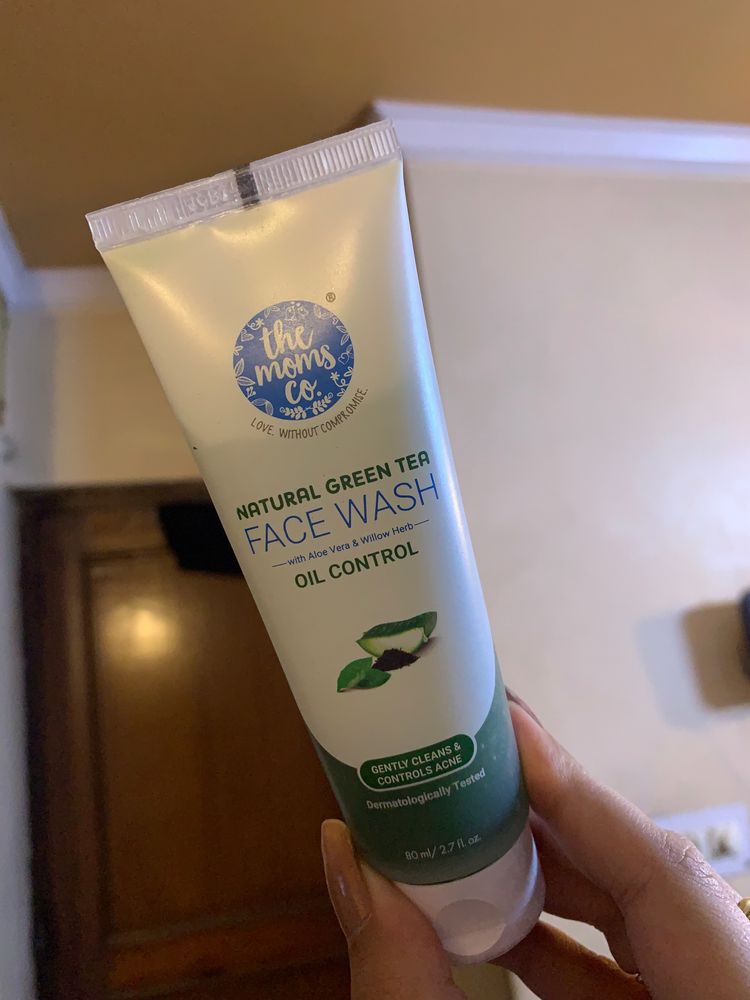 ®
the
moms
co.
LOVE. WITHOUT COMPROMISE.
NATURAL GREEN TEA
FACE WASH
with Aloe Vera & Willow Herb
OIL CONTROL
GENTLY CLEANS &
CONTROLS ACNE
Dermatologically Tested
80 ml/ 2.7 fl. oz.